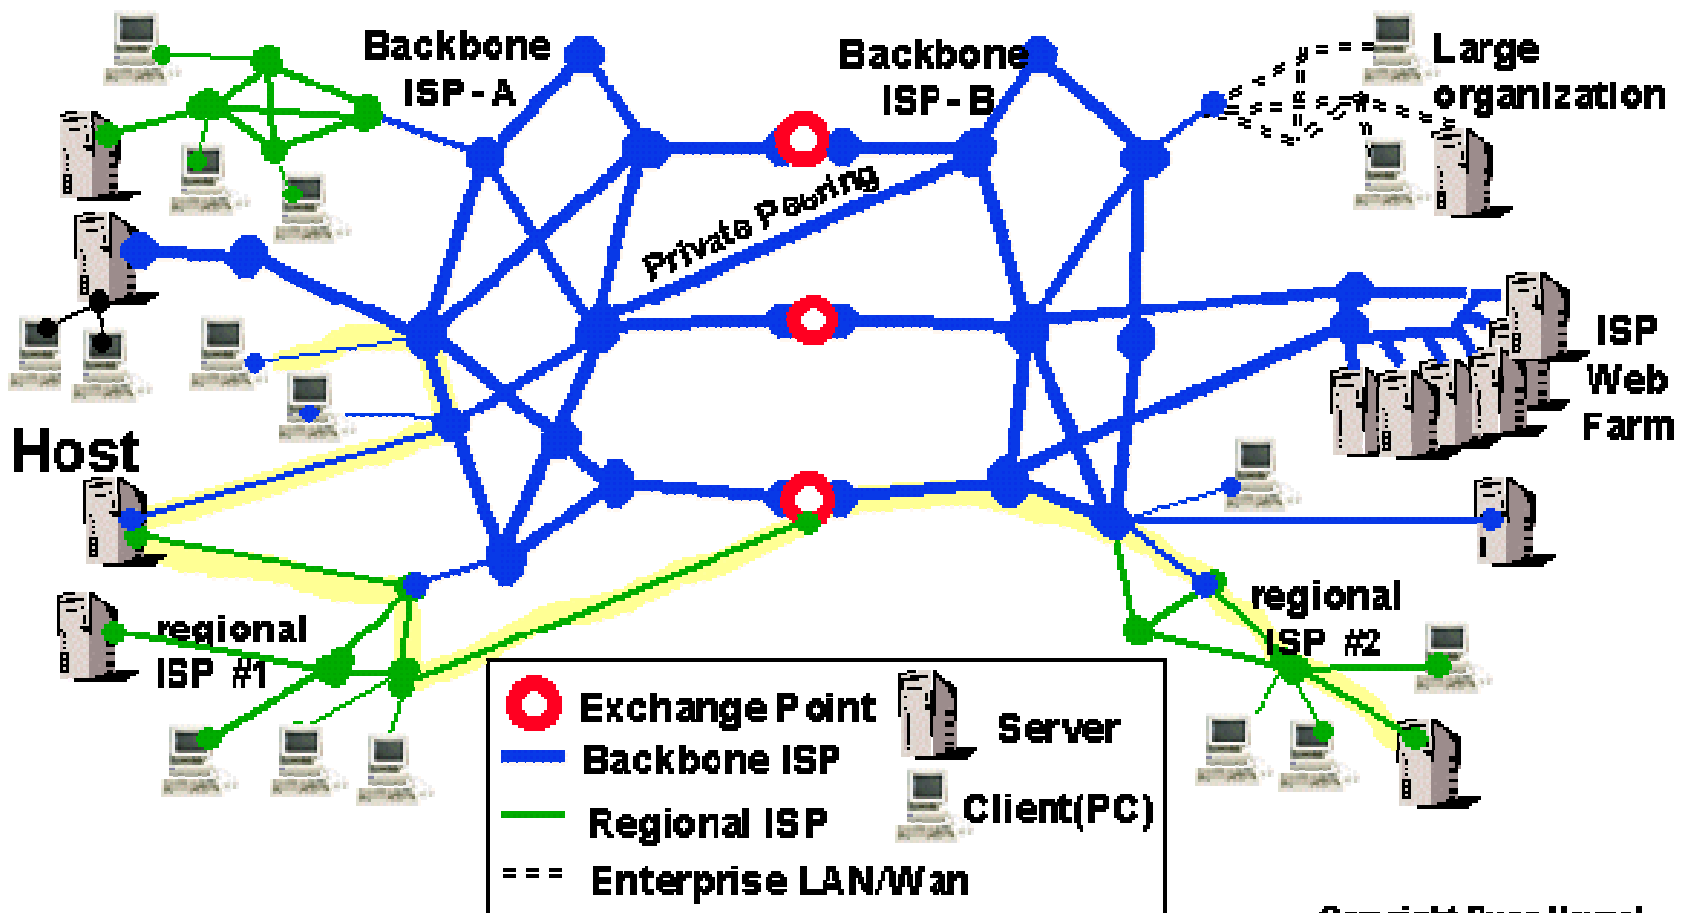 Backbone
ISP-A
Backbone
ISP-B
Large
organization
Private Peering
ISP
Web
Farm
Host
regional
ISP #1
regional
ISP #2
Exchange Point
Backbone ISP
Regional ISP
Enterprise LAN/Wan
Server
Client(PC)